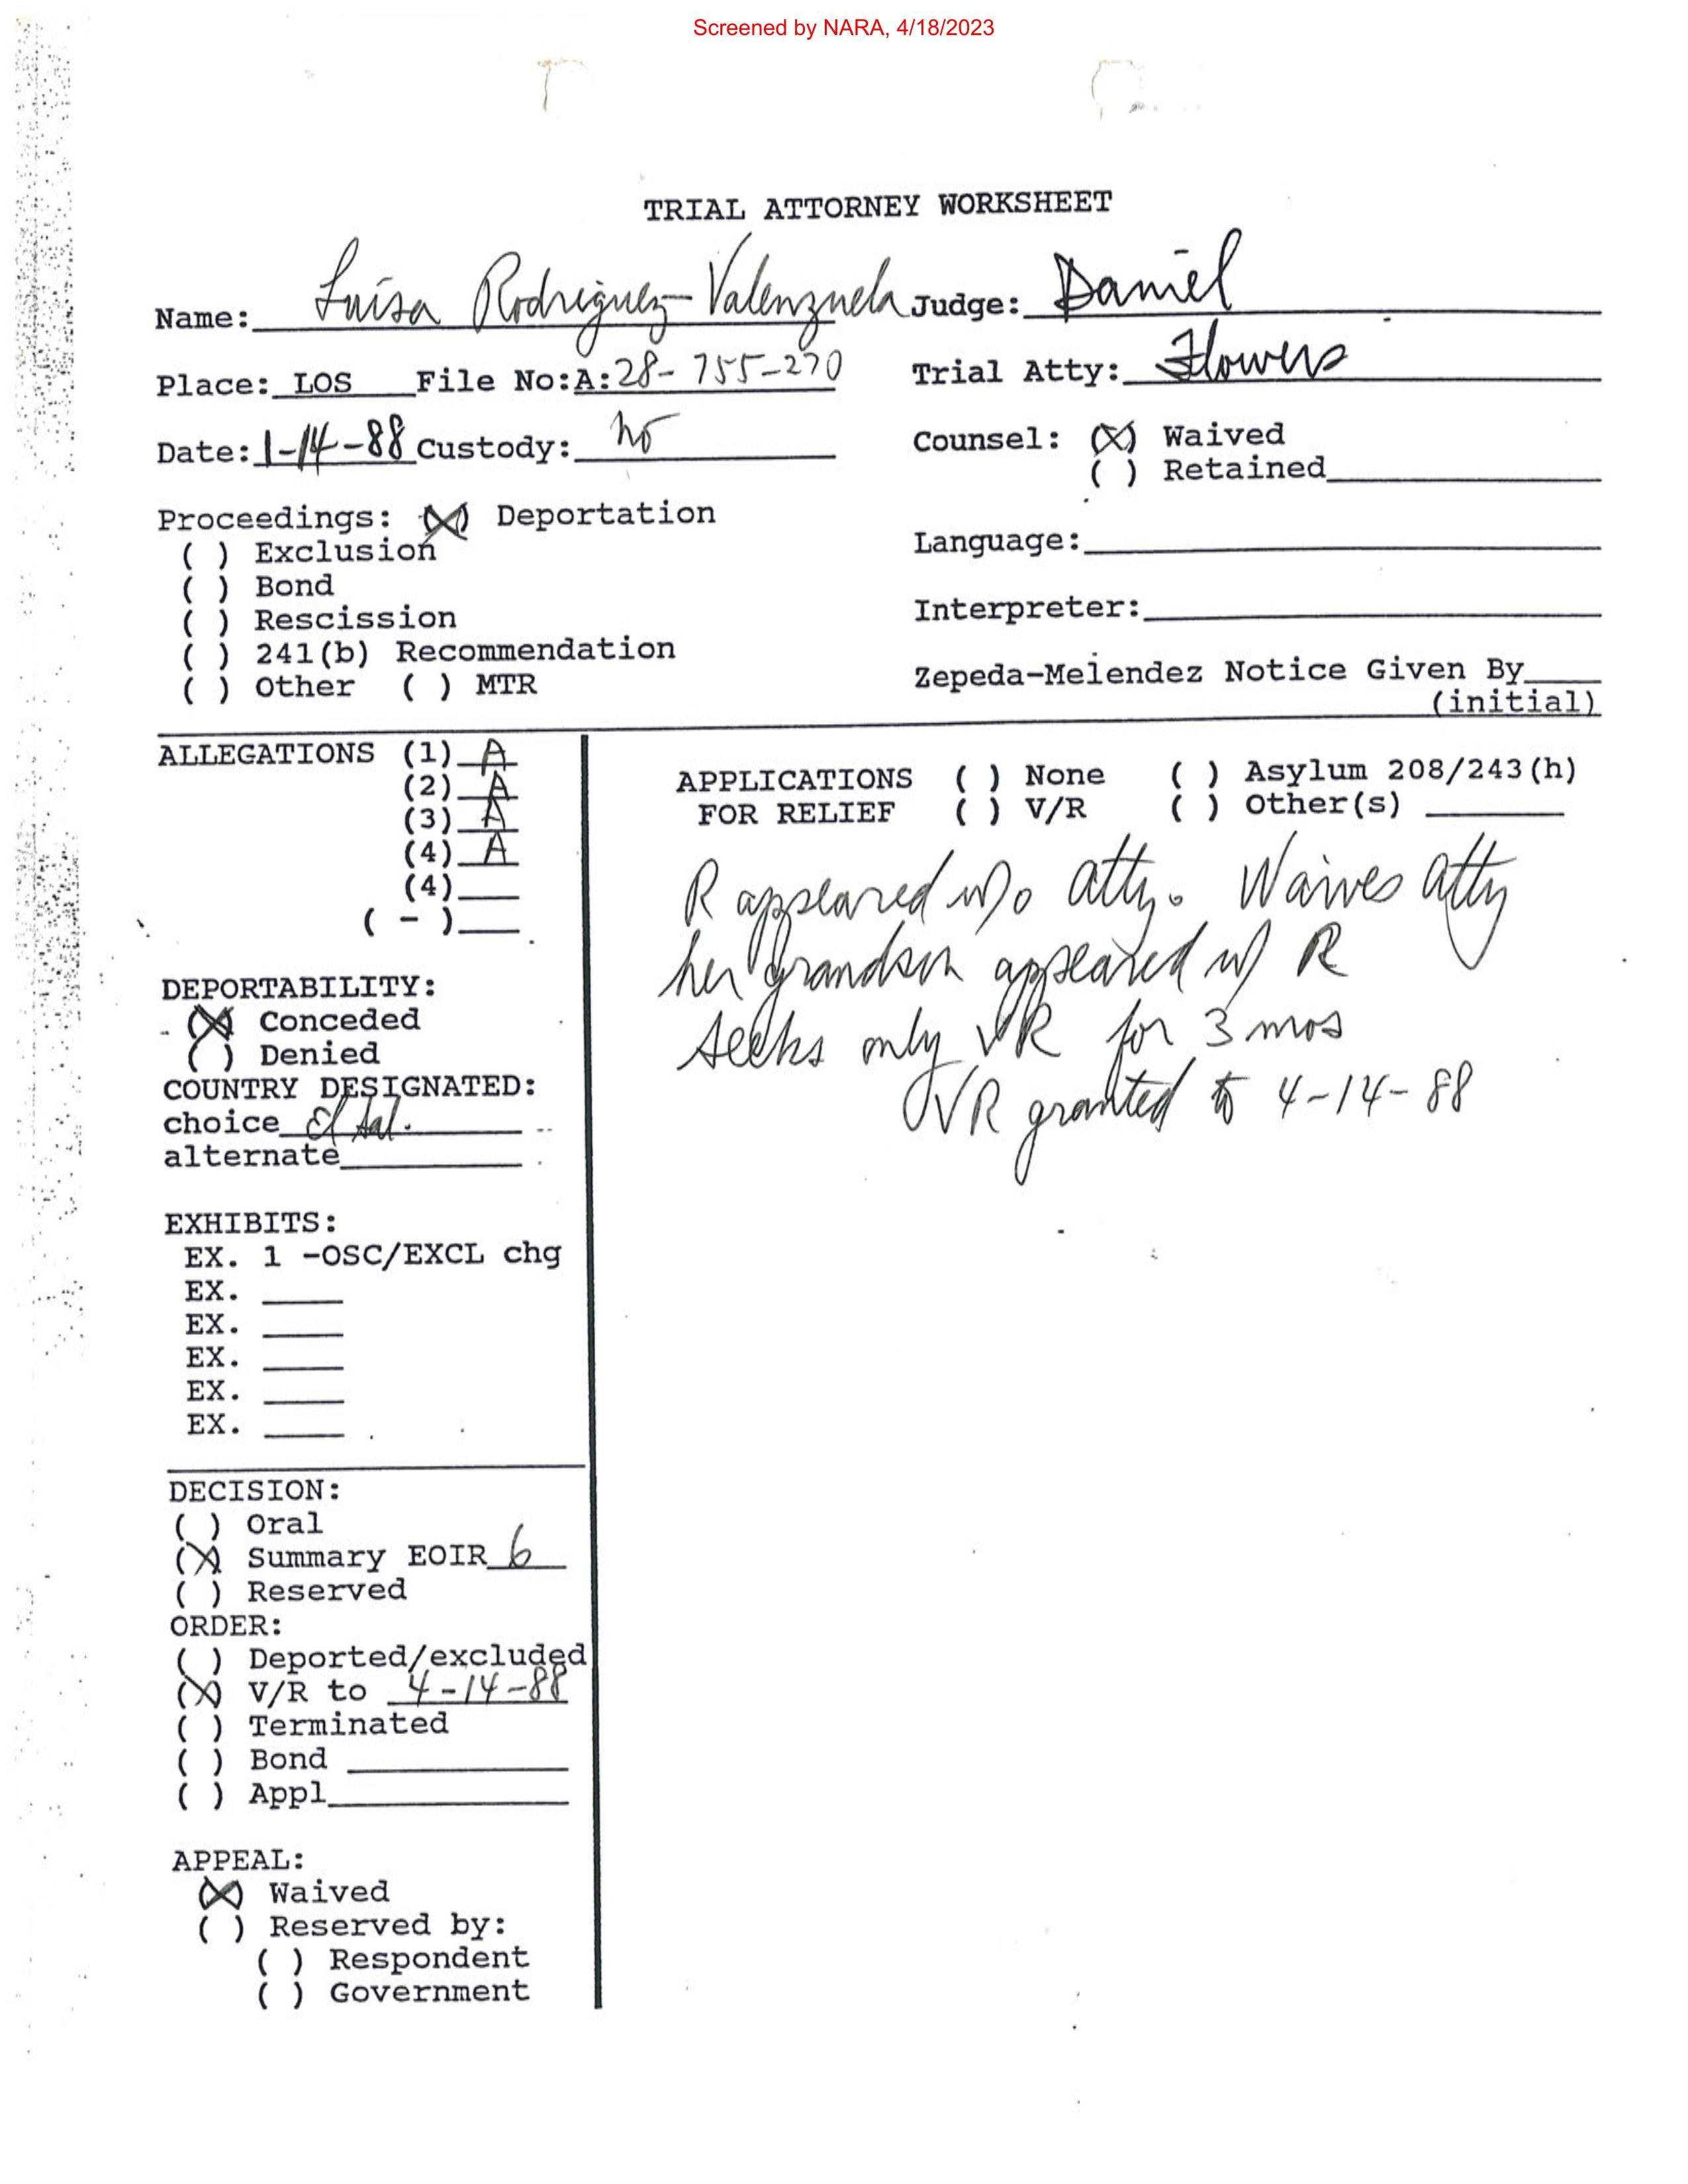 Screened by NARA, 4/18/2023
TRIAL ATTORNEY WORKSHEET
Name: Luisa Rodriguez-Valenzuela Judge: Daniel
Place: LOS File No:A:28-755-270 Trial Atty: Flowers
Date: 1-14-88 Custody: No
Counsel: (X) Waived
( ) Retained
Proceedings: (X) Deportation
( ) Exclusion
( ) Bond
( ) Rescission
( ) 241(b) Recommendation
( ) Other ( ) MTR
Language:
Interpreter:
Zepeda-Melendez Notice Given By
(initial)
ALLEGATIONS (1) A
(2) A
(3) A
(4) A
(4)
( - )
DEPORTABILITY:
(X) Conceded
( ) Denied
COUNTRY DESIGNATED:
choice El Sal.
alternate
EXHIBITS:
EX. 1 -OSC/EXCL chg
EX.
EX.
EX.
EX.
EX.
DECISION:
( ) Oral
(X) Summary EOIR 6
( ) Reserved
ORDER:
( ) Deported/excluded
(X) V/R to 4-14-88
( ) Terminated
( ) Bond
( ) Appl
APPEAL:
(X) Waived
( ) Reserved by:
( ) Respondent
( ) Government
APPLICATIONS ( ) None ( ) Asylum 208/243(h)
FOR RELIEF ( ) V/R ( ) Other(s)
R appeared w/o atty. Waives atty
her grandson appeared w/ R
seeks only VR for 3 mos
VR granted to 4-14-88